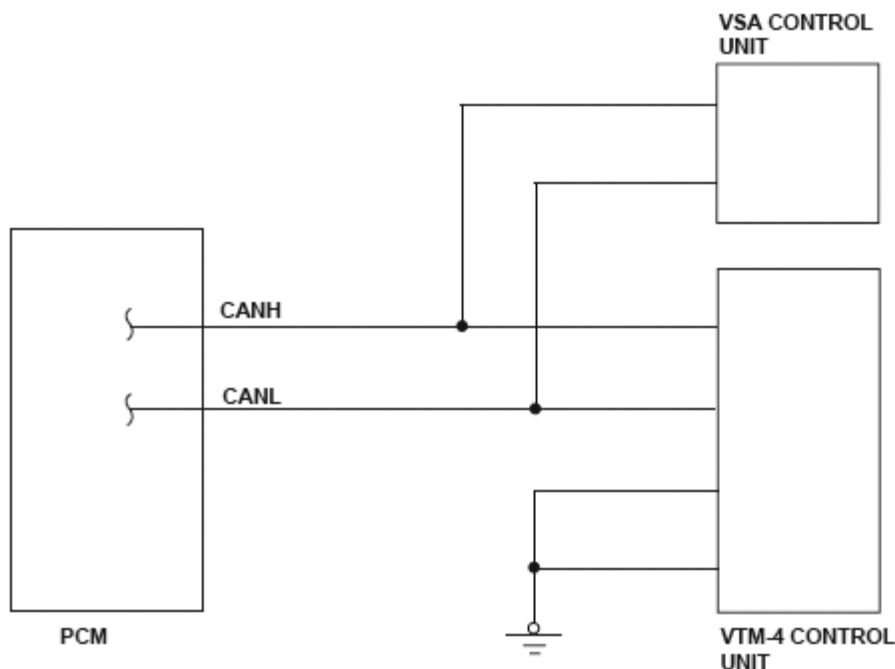 VSA CONTROL
UNIT
CANH
CANL
PCM
VTM-4 CONTROL
UNIT